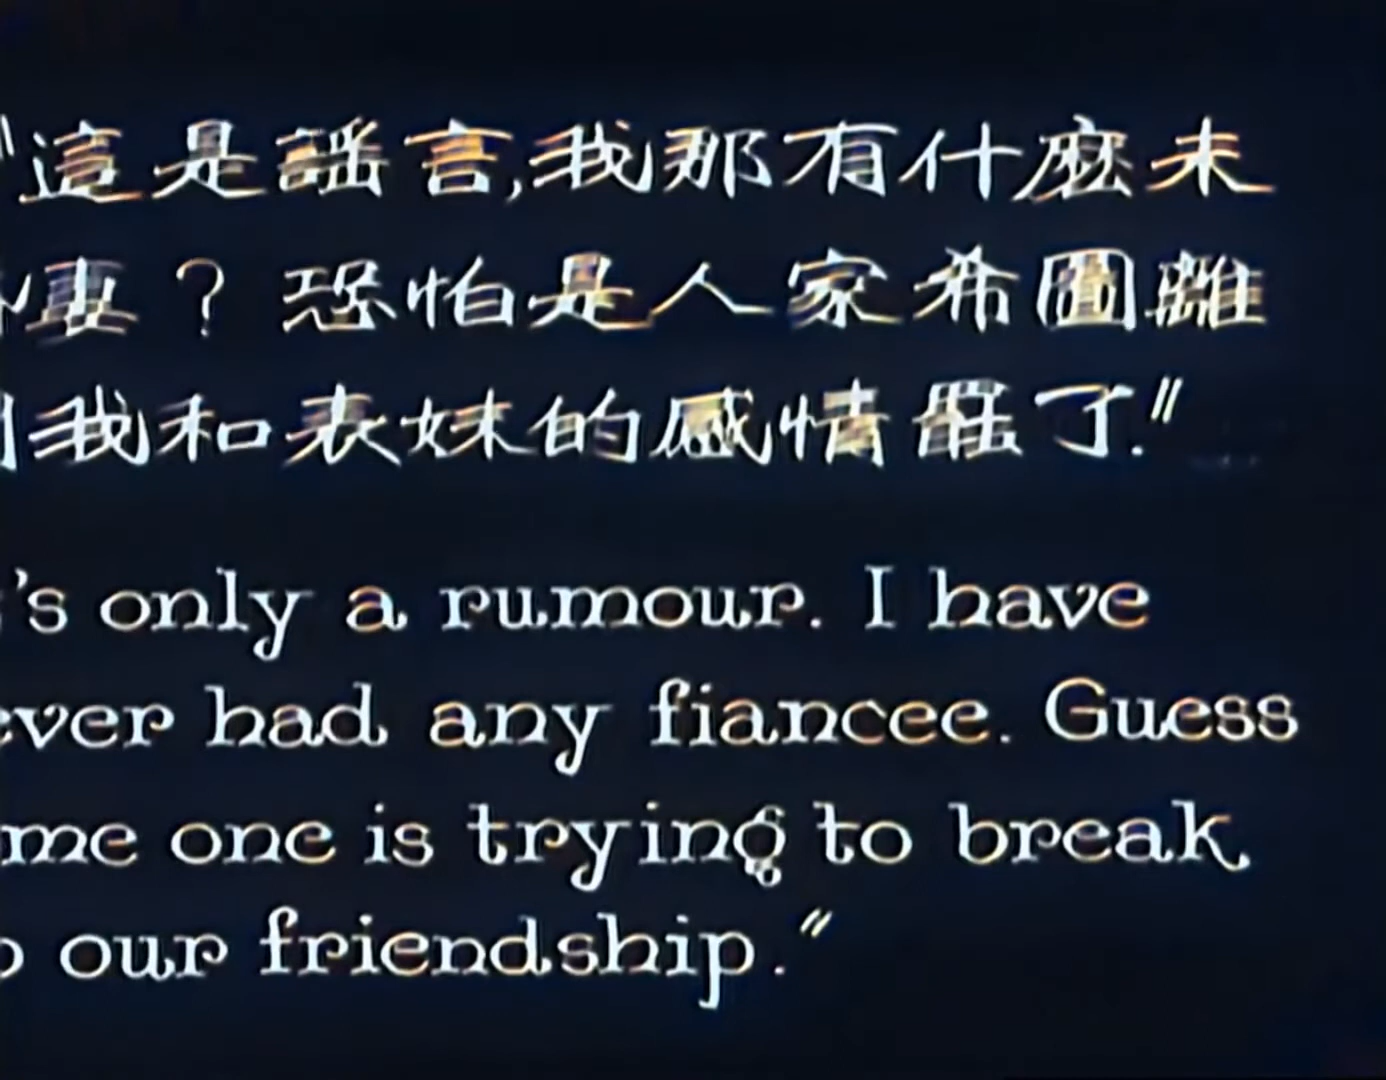 "這是謠言,我那有什麽未
妻？恐怕是人家希圖離
我和表妹的感情罷了."
's only a rumour. I have
ver had any fiancee. Guess
me one is trying to break
our friendship."